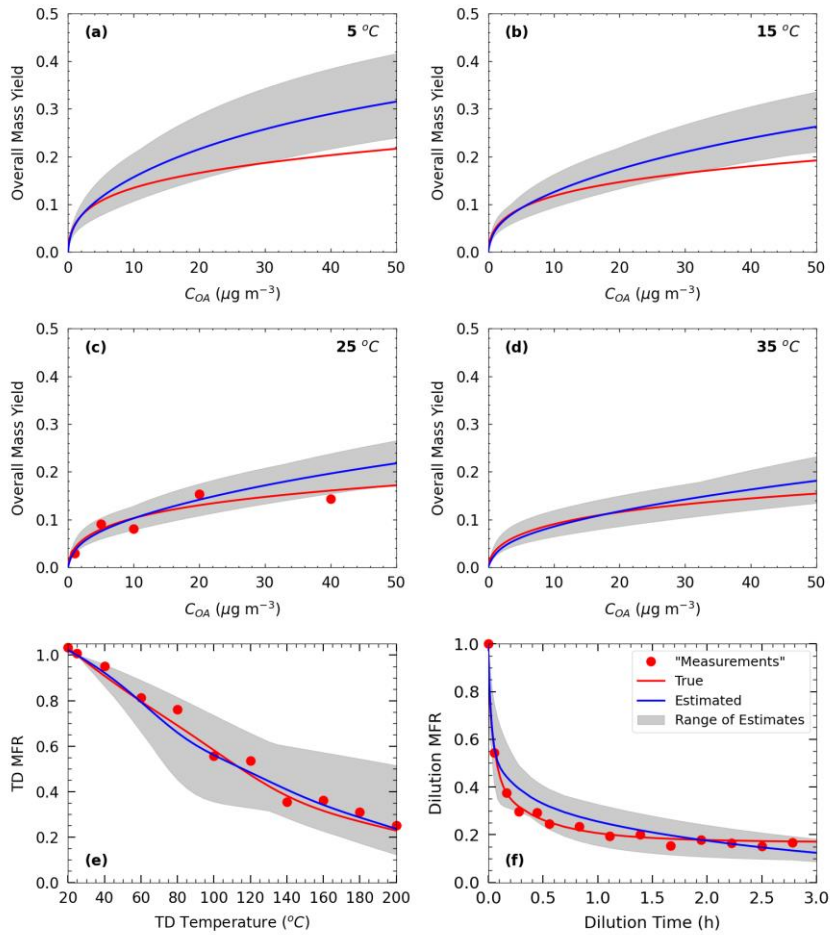 (a) 5 °C
Overall Mass Yield
0.5
0.4
0.3
0.2
0.1
0.0
0 10 20 30 40 50
C_OA (μg m⁻³)
(b) 15 °C
Overall Mass Yield
0.5
0.4
0.3
0.2
0.1
0.0
0 10 20 30 40 50
C_OA (μg m⁻³)
(c) 25 °C
Overall Mass Yield
0.5
0.4
0.3
0.2
0.1
0.0
0 10 20 30 40 50
C_OA (μg m⁻³)
(d) 35 °C
Overall Mass Yield
0.5
0.4
0.3
0.2
0.1
0.0
0 10 20 30 40 50
C_OA (μg m⁻³)
TD MFR
1.0
0.8
0.6
0.4
0.2
0.0
(e)
20 40 60 80 100 120 140 160 180 200
TD Temperature (°C)
Dilution MFR
1.0
0.8
0.6
0.4
0.2
0.0
"Measurements"
True
Estimated
Range of Estimates
(f)
0.0 0.5 1.0 1.5 2.0 2.5 3.0
Dilution Time (h)